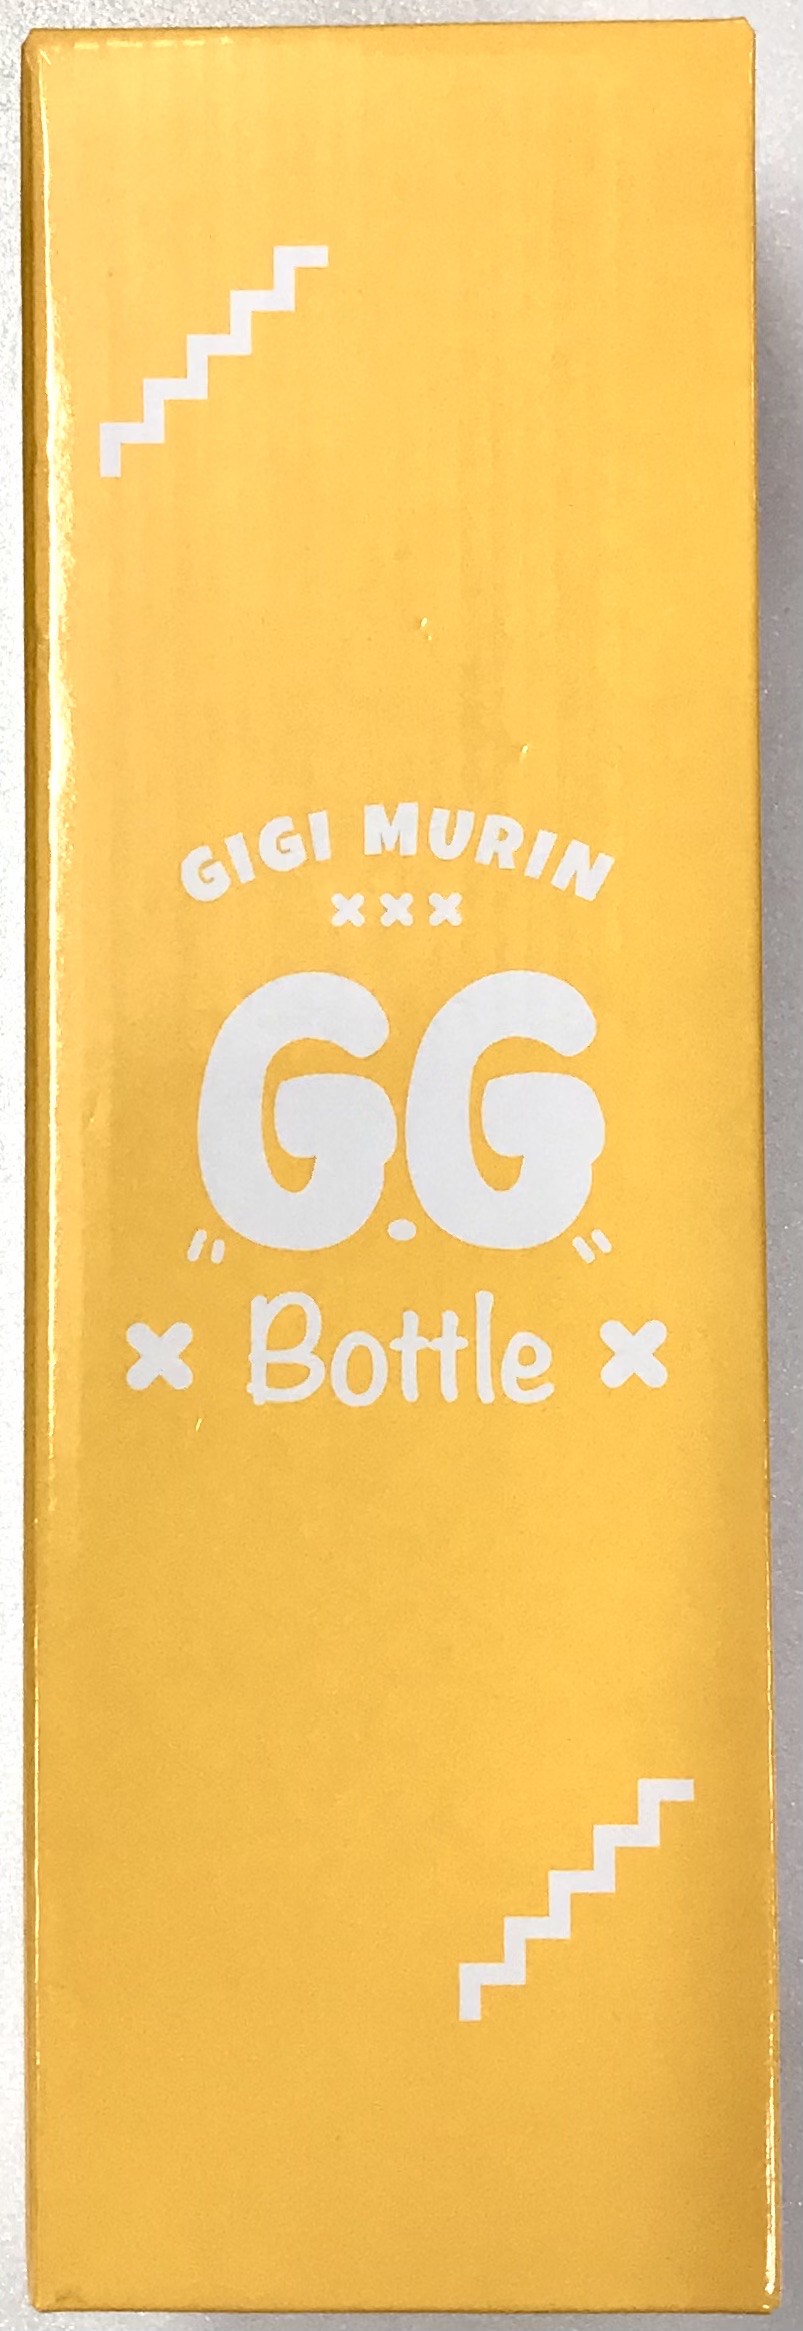 GIGI MURIN
×××
G.G
× Bottle ×